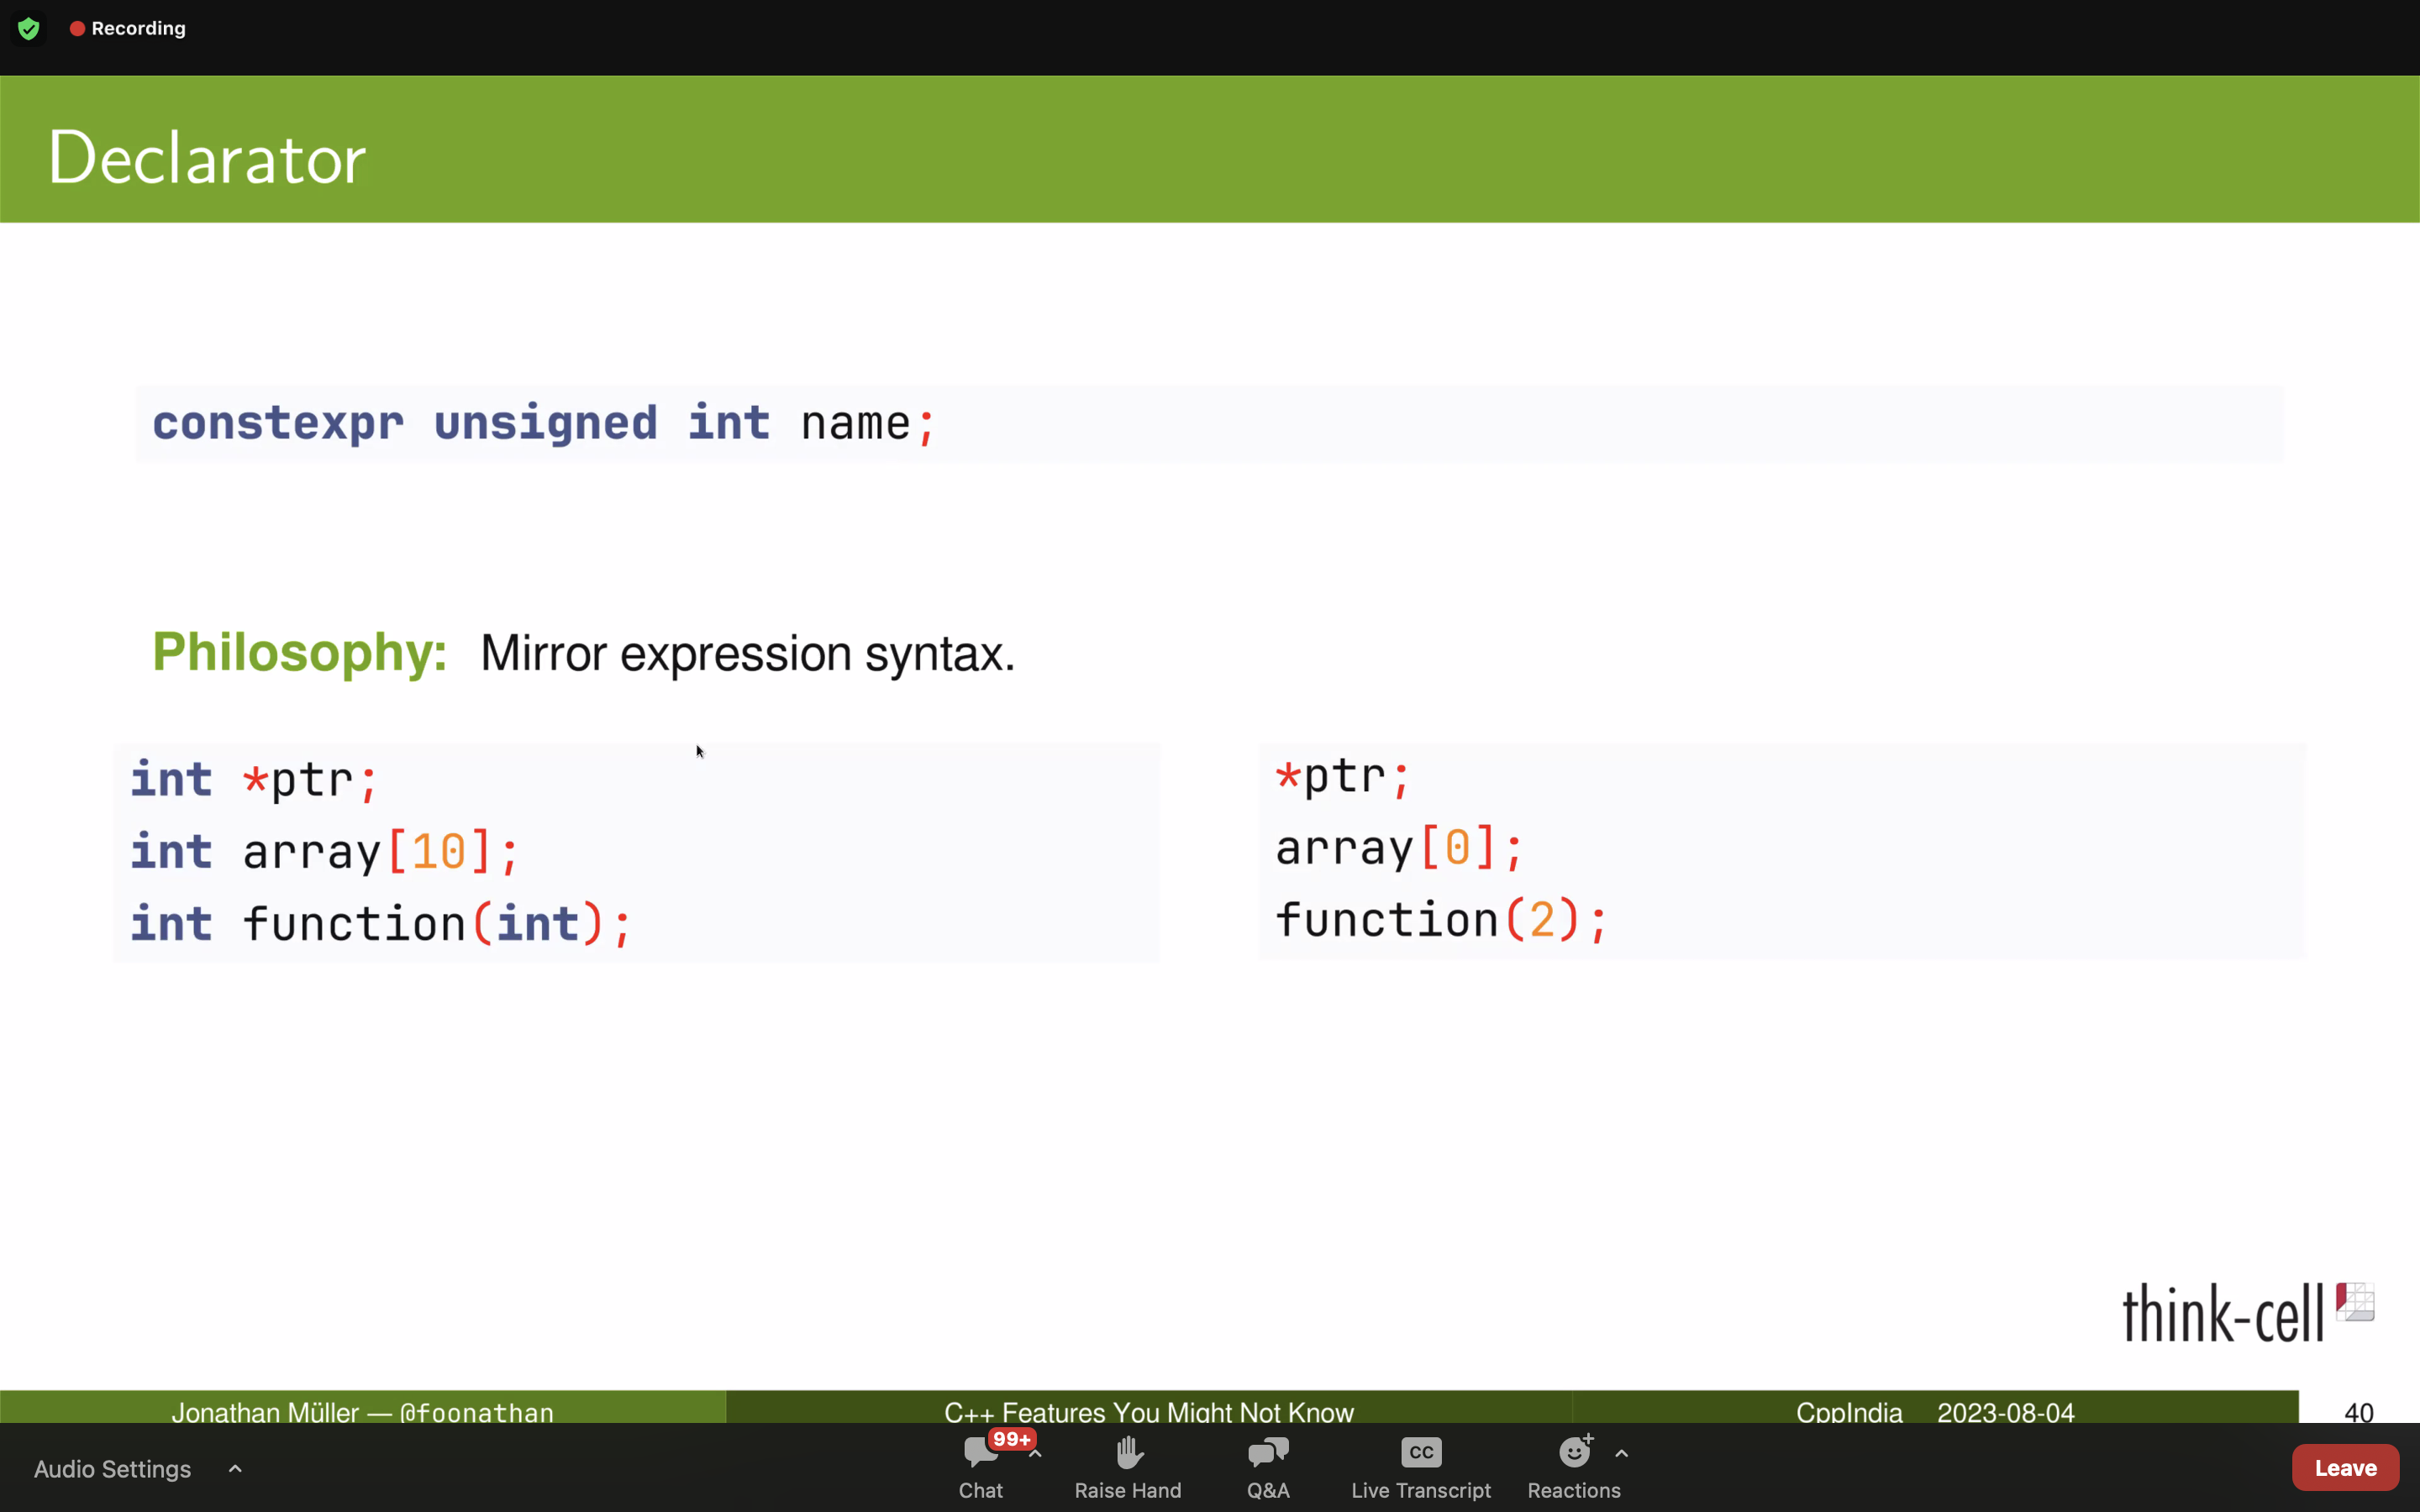 Recording
Declarator
constexpr unsigned int name;
Philosophy: Mirror expression syntax.
int *ptr;
int array[10];
int function(int);
*ptr;
array[0];
function(2);
think-cell
Jonathan Müller — @foonathan
C++ Features You Might Not Know
CppIndia 2023-08-04
40
Audio Settings
99+
Chat
Raise Hand
Q&A
CC
Live Transcript
Reactions
Leave